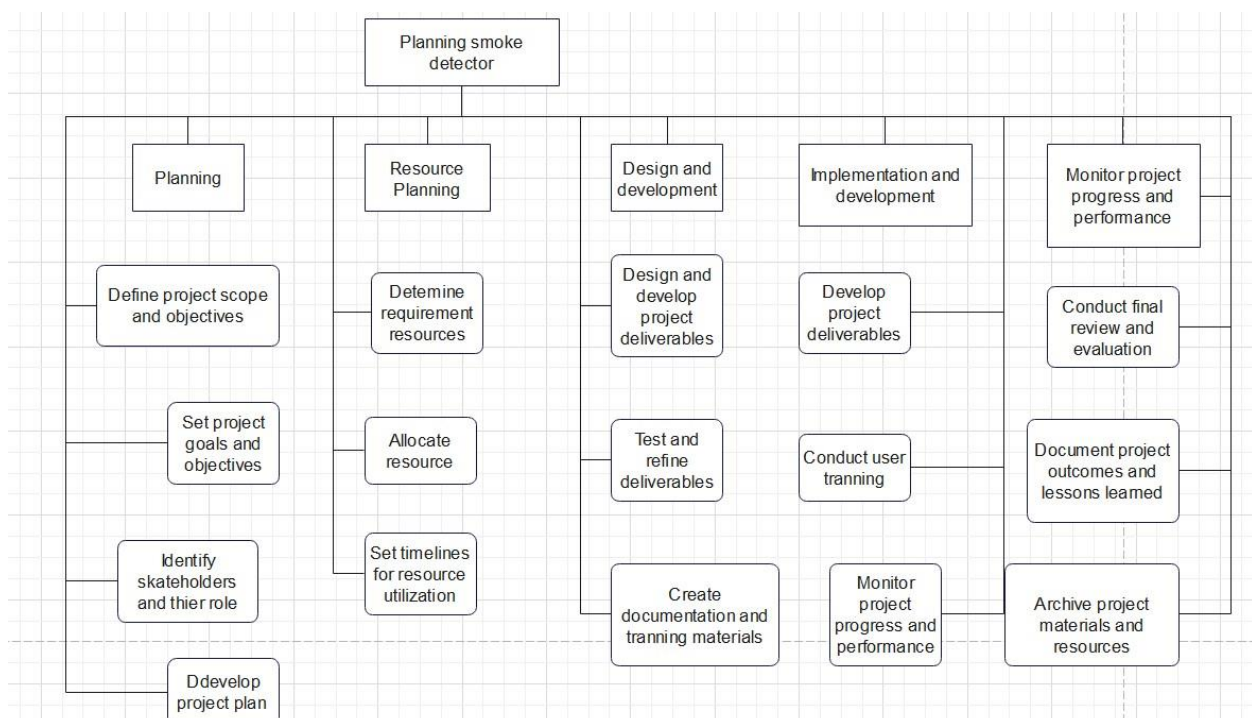 Planning smoke
detector
Planning
Resource
Planning
Design and
development
Implementation and
development
Monitor project
progress and
performance
Define project scope
and objectives
Detemine
requirement
resources
Design and
develop
project
deliverables
Develop
project
deliverables
Conduct final
review and
evaluation
Set project
goals and
objectives
Allocate
resource
Test and
refine
deliverables
Conduct user
tranning
Document project
outcomes and
lessons learned
Identify
skateholders
and thier role
Set timelines
for resource
utilization
Create
documentation and
tranning materials
Monitor
project
progress and
performance
Archive project
materials and
resources
Ddevelop
project plan